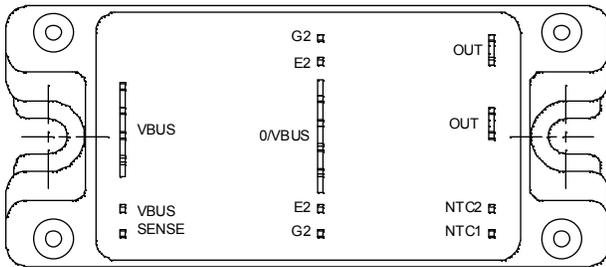 G2
E2
OUT
VBUS
0/VBUS
OUT
VBUS
SENSE
E2
G2
NTC2
NTC1